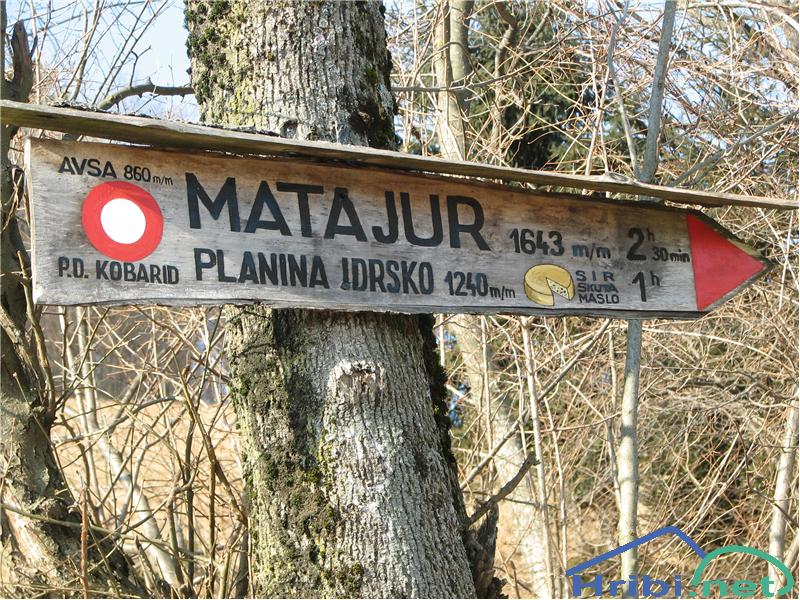 AVSA 860 m/m
MATAJUR 1643 m/m 2h 30min
P.D. KOBARID PLANINA IDRSKO 1240 m/m SIR SKUTA MASLO 1h
Hribi.net